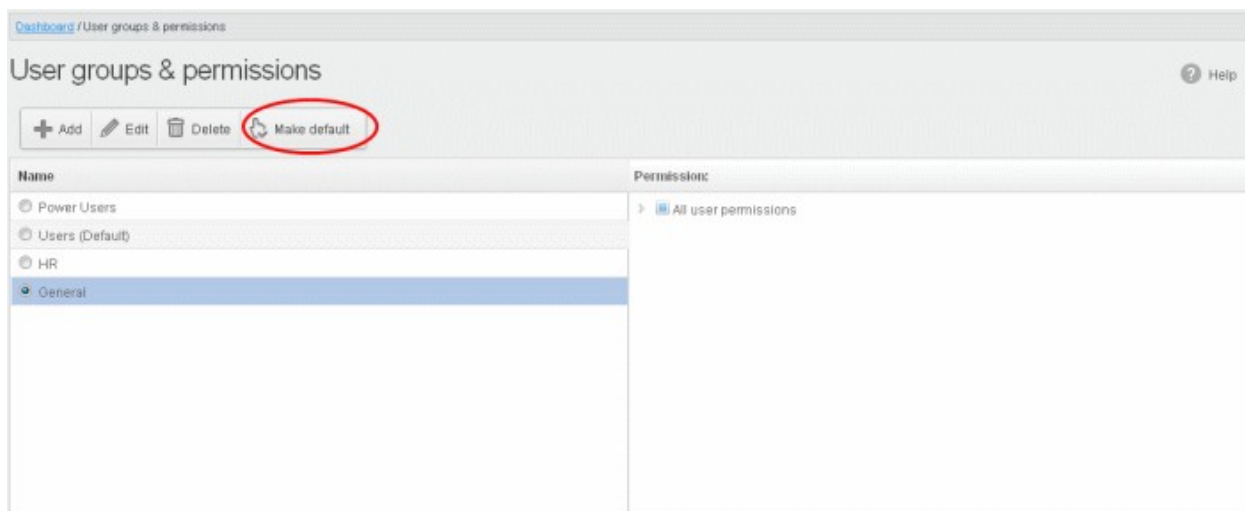 Dashboard / User groups & permissions
User groups & permissions
Help
Add Edit Delete Make default
Name Permission:
Power Users All user permissions
Users (Default)
HR
General